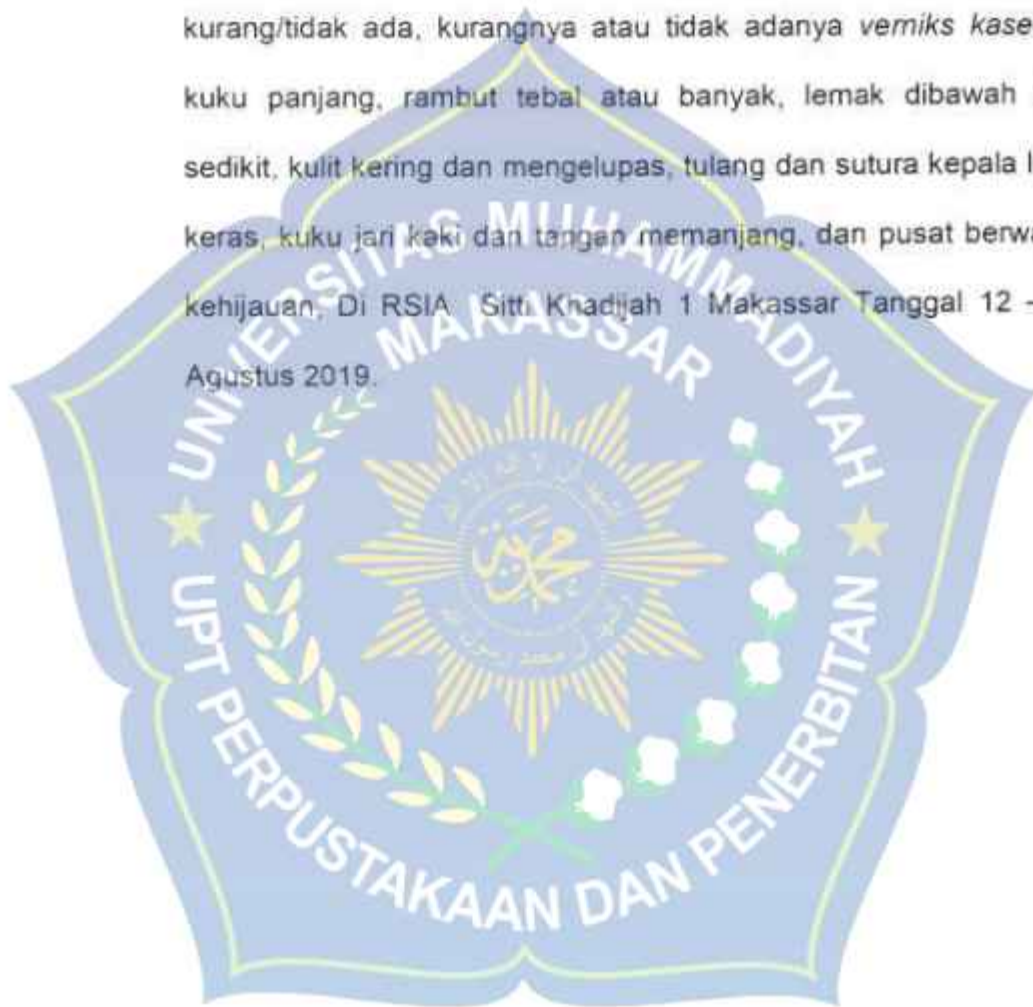 kurang/tidak ada, kurangnya atau tidak adanya verniks kase
kuku panjang, rambut tebal atau banyak, lemak dibawah
sedikit, kulit kering dan mengelupas, tulang dan sutura kepala l
keras, kuku jari kaki dan tangan memanjang, dan pusat berwa
kehijauan, Di RSIA Sitti Khadijah 1 Makassar Tanggal 12 -
Agustus 2019.
UNIVERSITAS MUHAMMADIYAH
MAKASSAR
UPT PERPUSTAKAAN DAN PENERBITAN
محمد